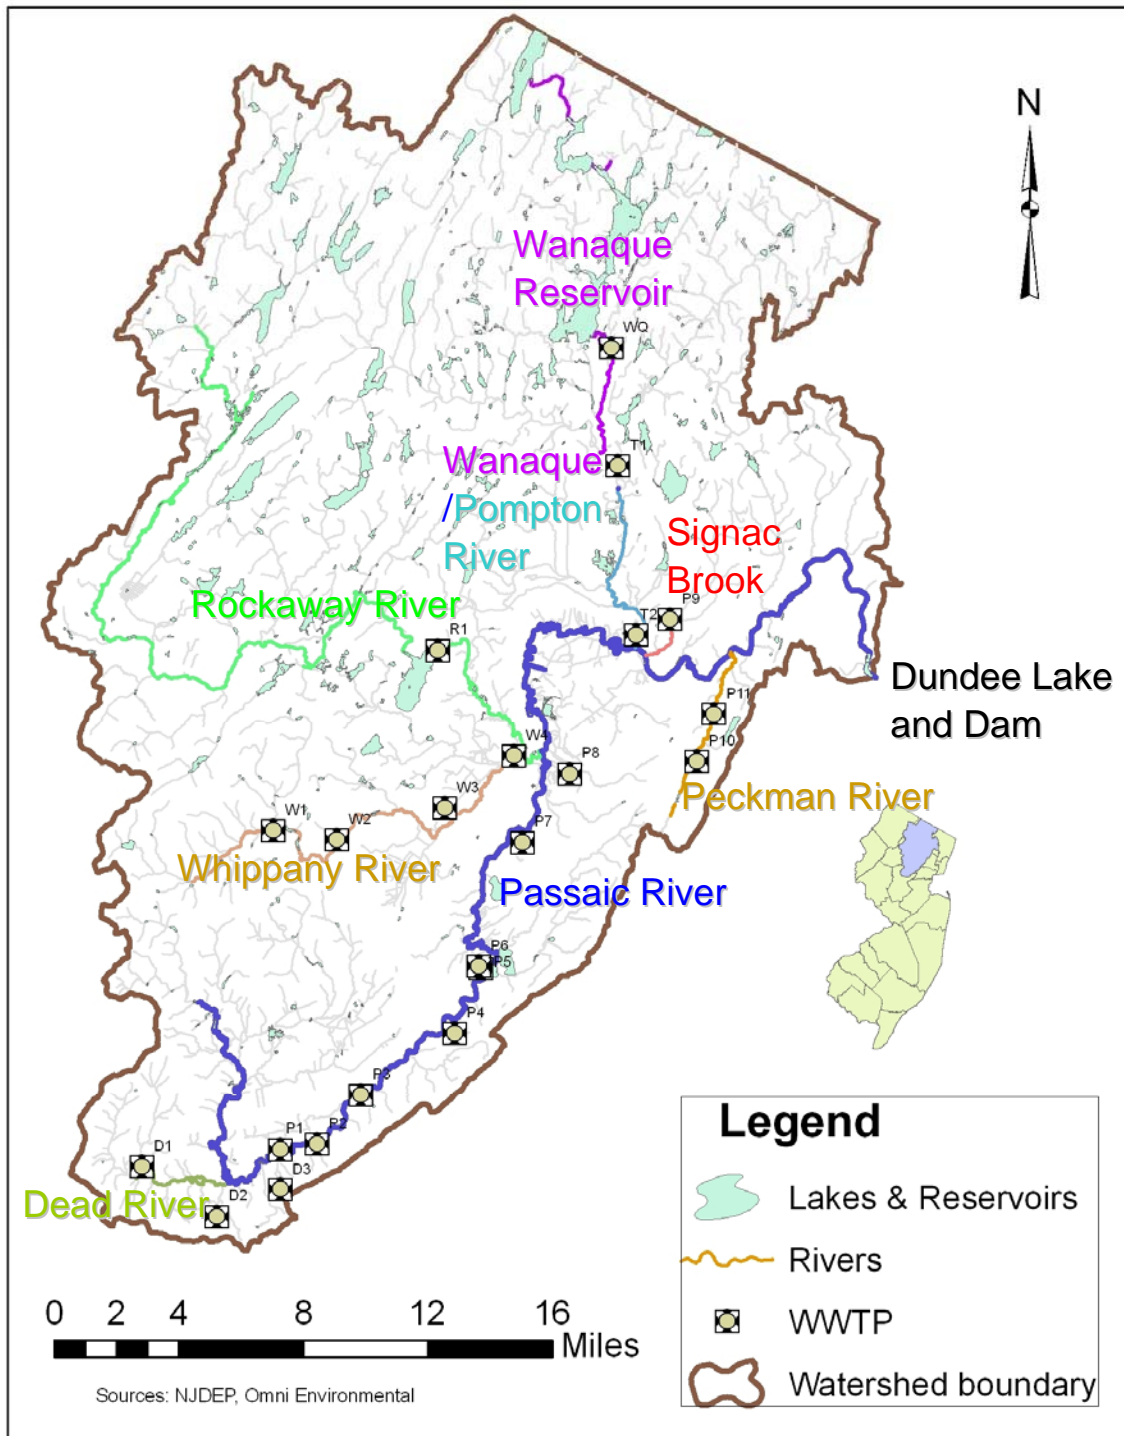 N
Wanaque
Reservoir
WQ
Wanaque
T1
/Pompton
River
Signac
Brook
P9
Rockaway River
T2
R1
Dundee Lake
and Dam
P11
W4
P8
P10
W3
Peckman River
W1
W2
P7
Whippany River
Passaic River
P6
P5
P4
P3
P1
P2
D1
D3
Dead River
D2
Legend
Lakes & Reservoirs
Rivers
WWTP
Watershed boundary
0 2 4 8 12 16
Miles
Sources: NJDEP, Omni Environmental